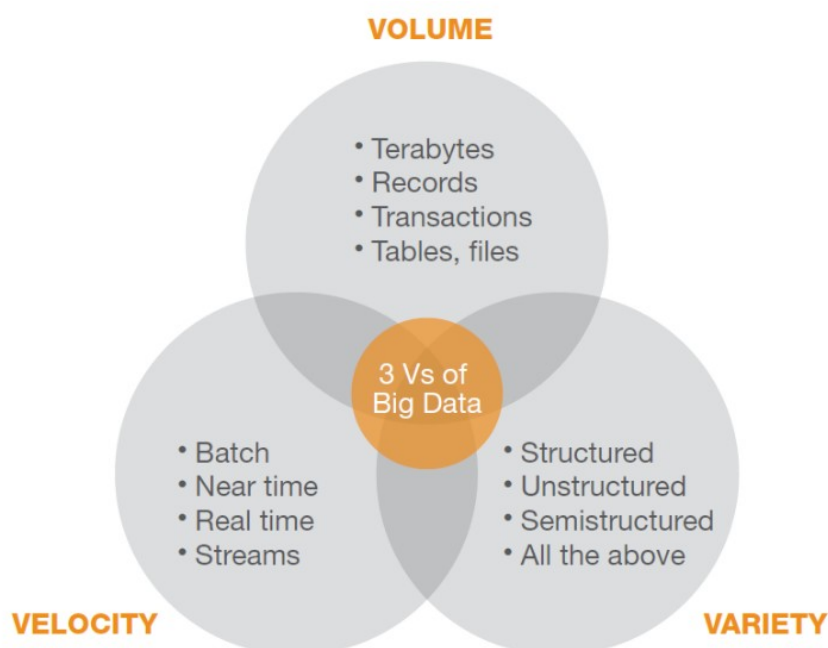 VOLUME
• Terabytes
• Records
• Transactions
• Tables, files
3 Vs of
Big Data
• Batch
• Near time
• Real time
• Streams
• Structured
• Unstructured
• Semistructured
• All the above
VELOCITY
VARIETY